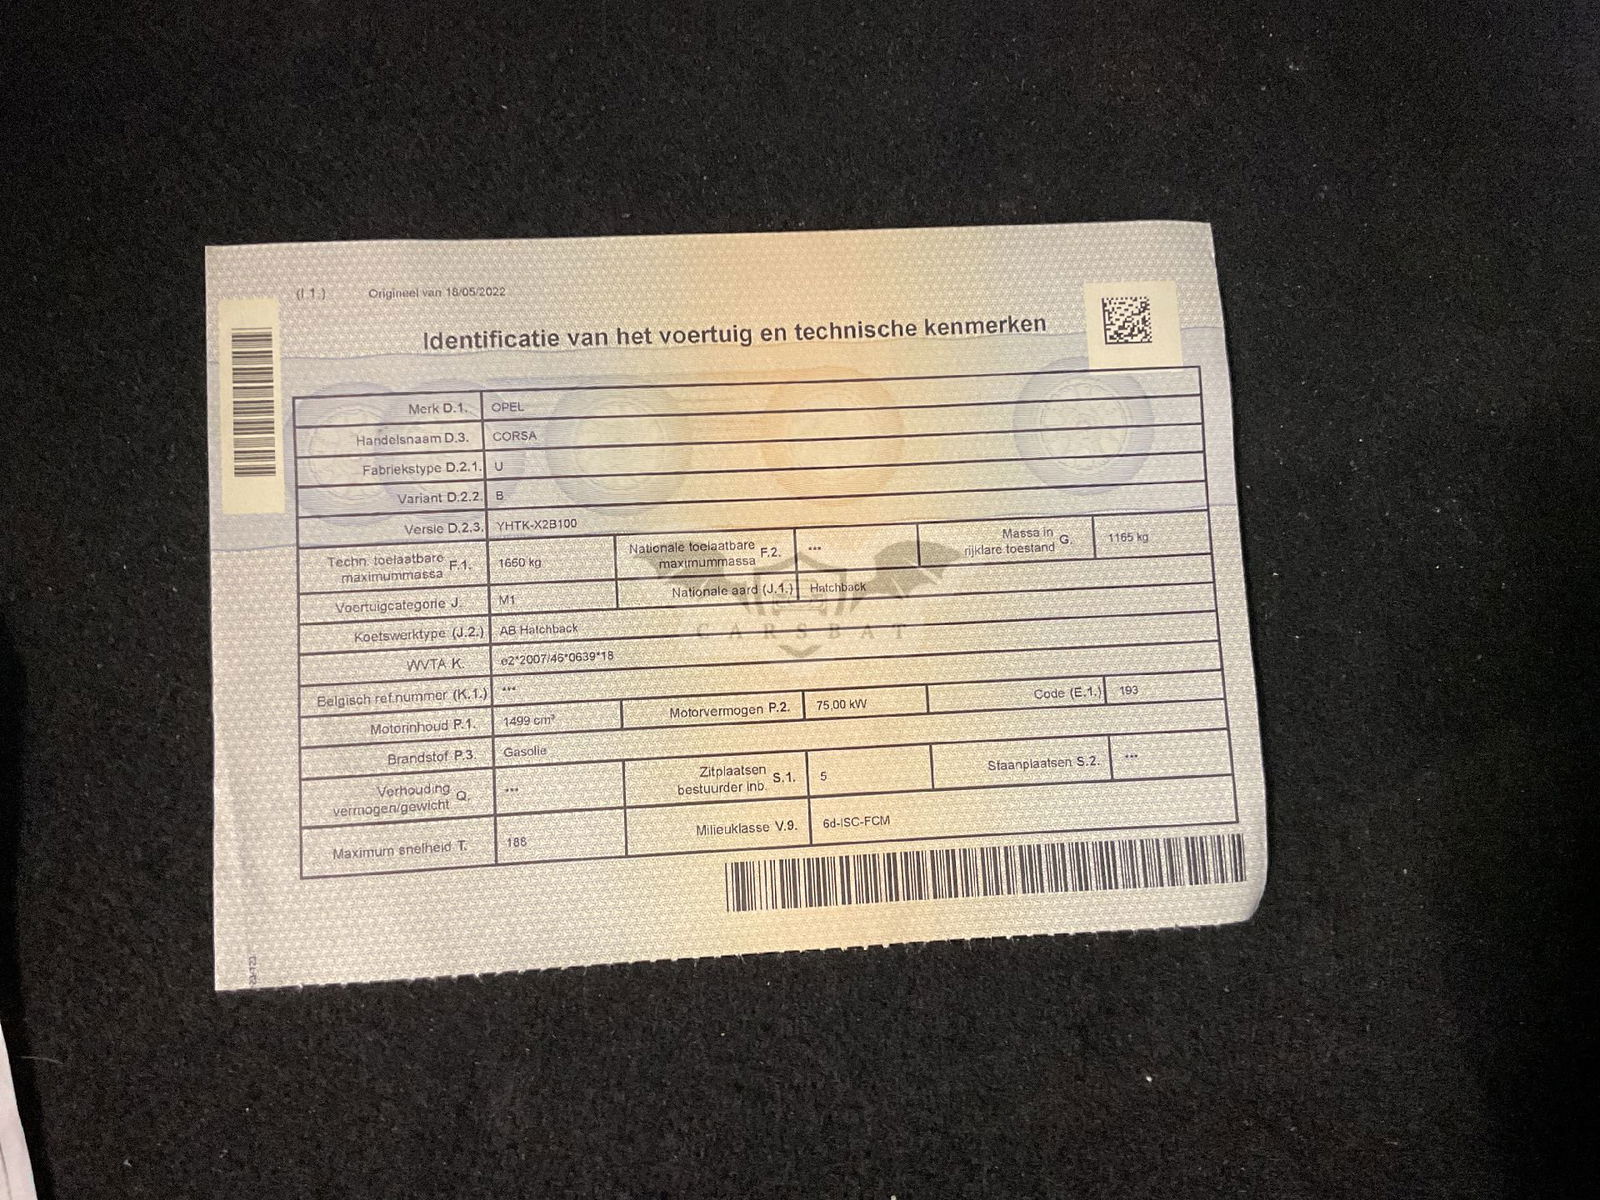 (I.1.) Origineel van 18/05/2022
Identificatie van het voertuig en technische kenmerken
Merk D.1. OPEL
Handelsnaam D.3. CORSA
Fabriekstype D.2.1. U
Variant D.2.2. B
Versie D.2.3. YHTK-X2B100
Techn. toelaatbare maximummassa F.1. 1660 kg Nationale toelaatbare maximummassa F.2. --- Massa in rijklare toestand G. 1165 kg
Voertuigcategorie J. M1 Nationale aard (J.1.) Hatchback
Koetswerktype (J.2.) AB Hatchback
CARSBAT
WVTA K. e2*2007/46*0639*18
Belgisch ref.nummer (K.1.) ---
Motorinhoud P.1. 1499 cm³ Motorvermogen P.2. 75,00 kW Code (E.1.) 193
Brandstof P.3. Gasolie
Verhouding vermogen/gewicht Q. --- Zitplaatsen bestuurder inb. S.1. 5 Staanplaatsen S.2. ---
Maximum snelheid T. 188 Milieuklasse V.9. 6d-ISC-FCM